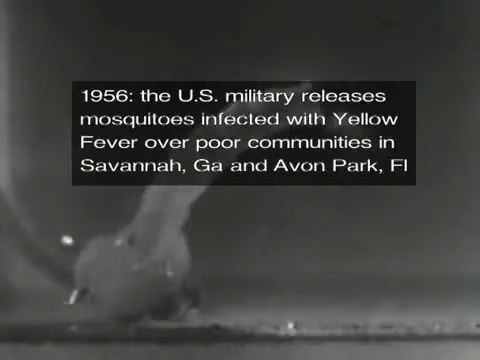 1956: the U.S. military releases
mosquitoes infected with Yellow
Fever over poor communities in
Savannah, Ga and Avon Park, Fl